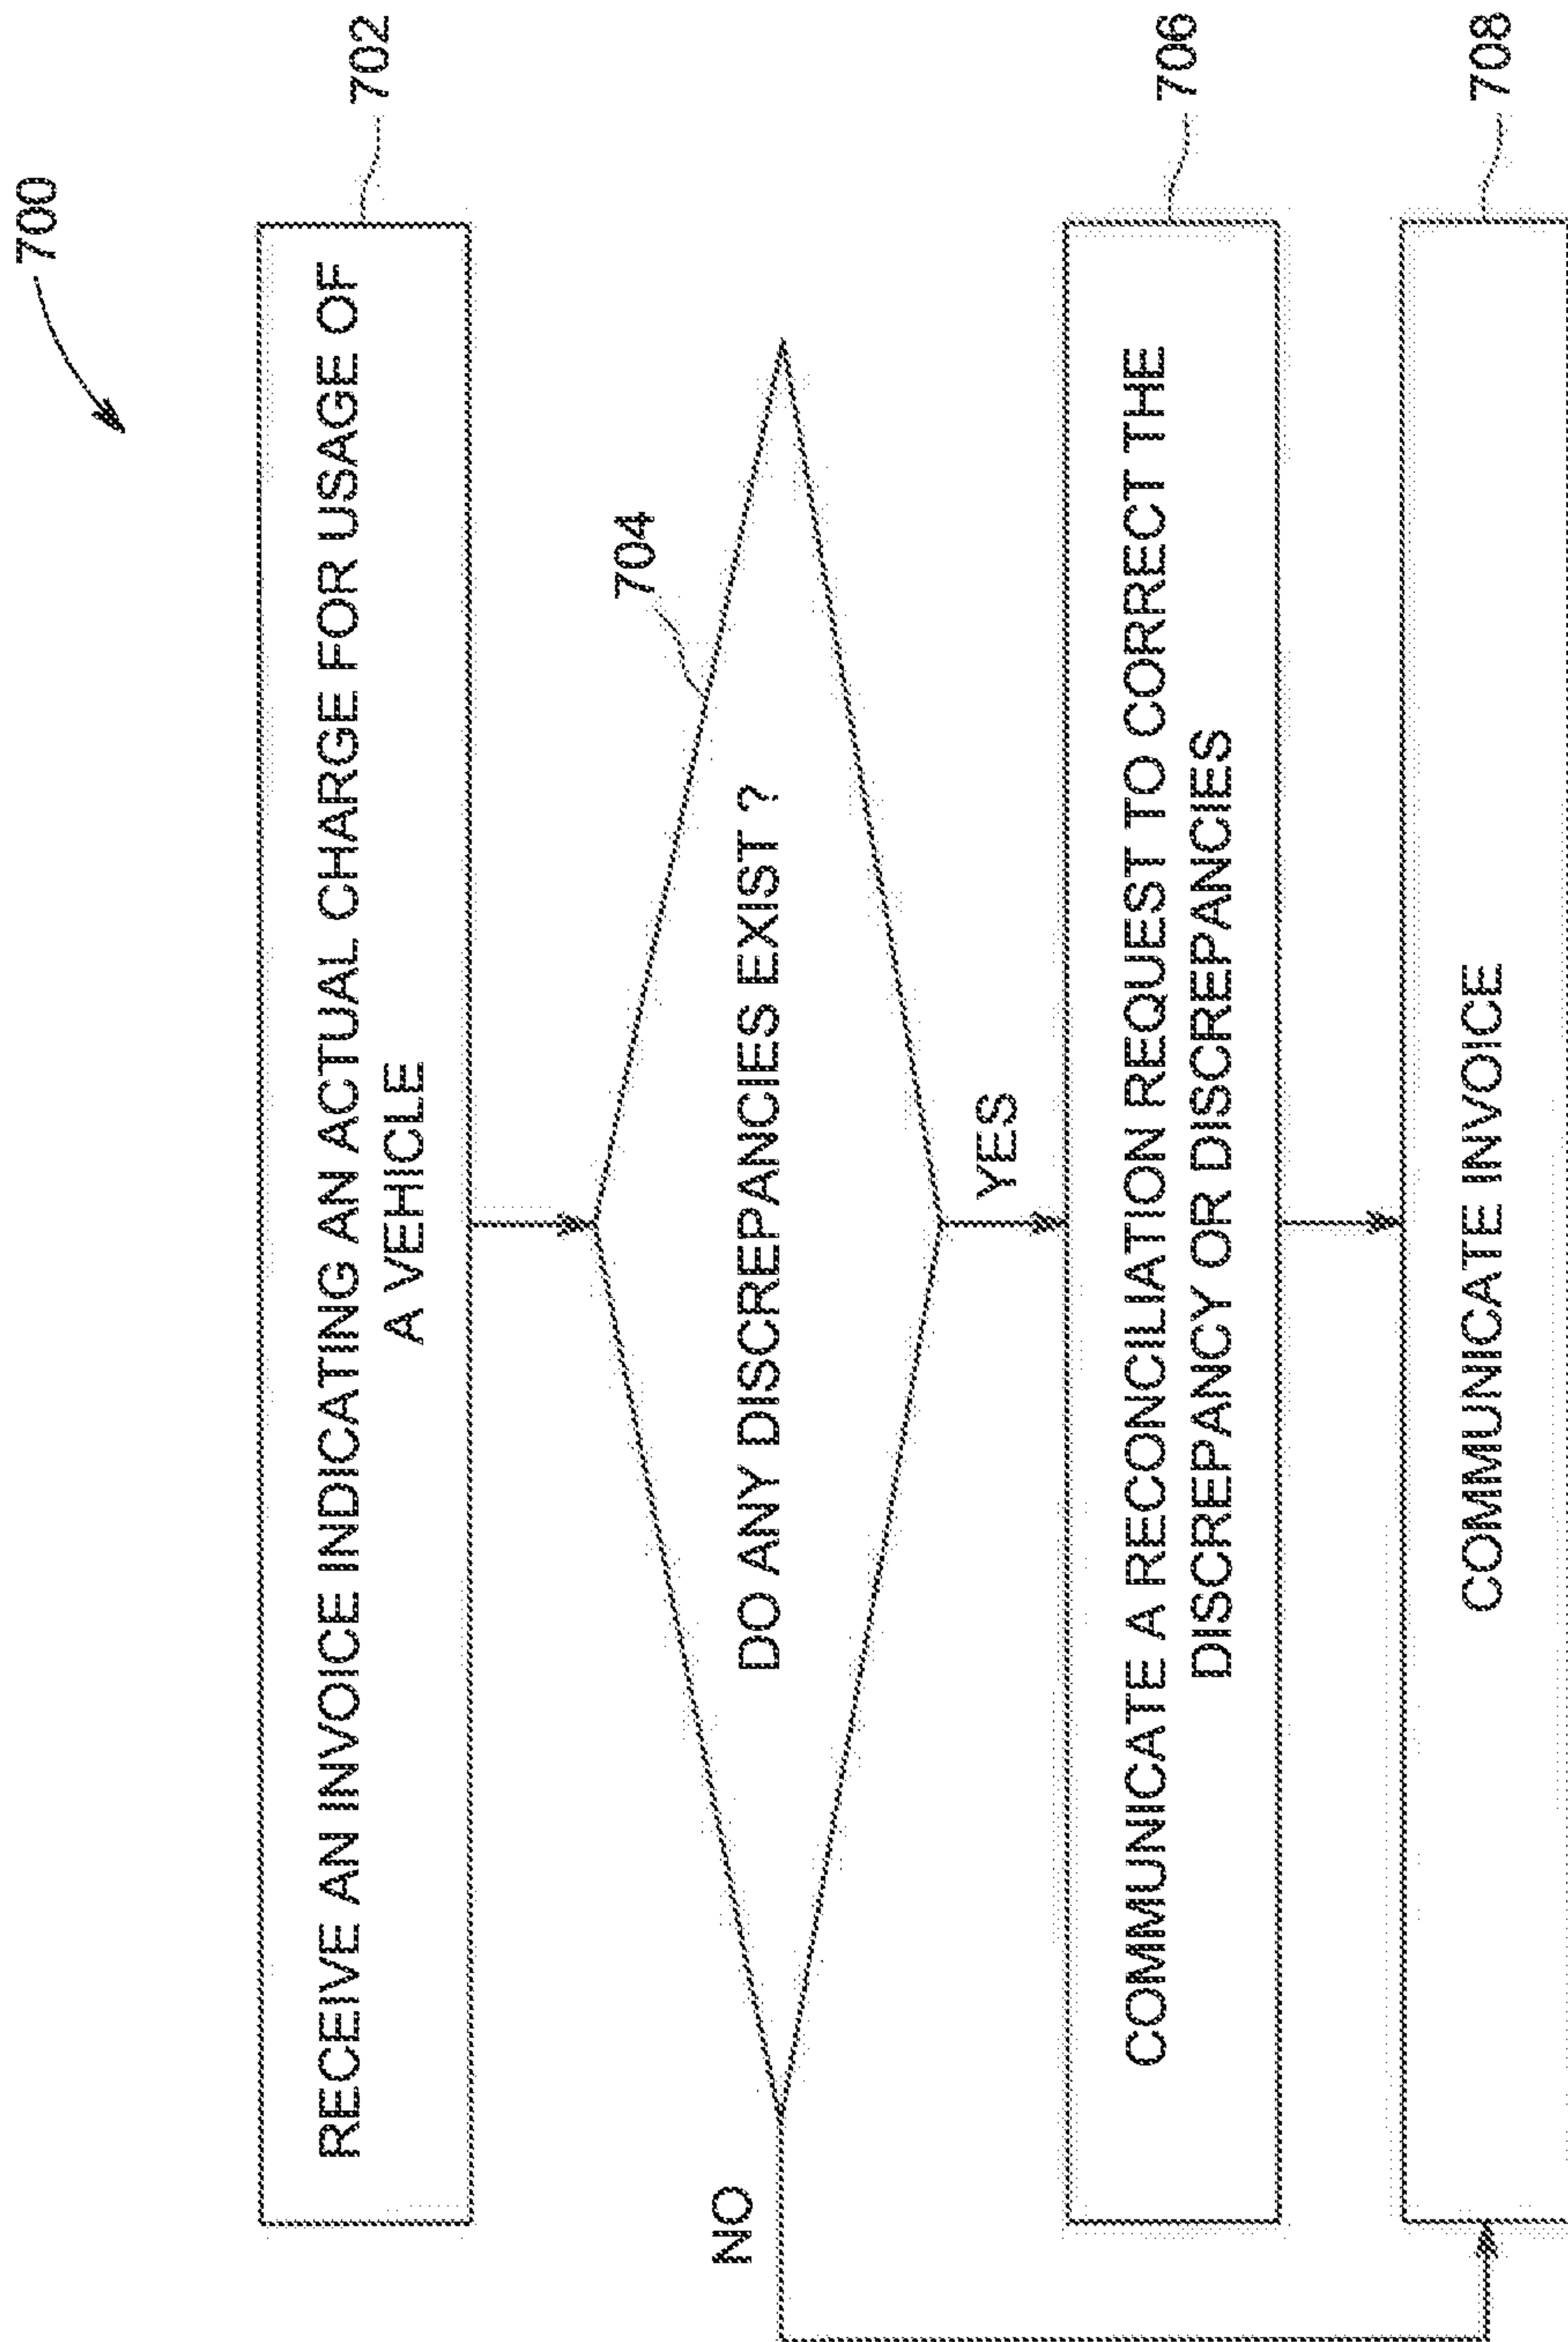 700
RECEIVE AN INVOICE INDICATING AN ACTUAL CHARGE FOR USAGE OF
A VEHICLE
702
704
DO ANY DISCREPANCIES EXIST ?
NO
YES
COMMUNICATE A RECONCILIATION REQUEST TO CORRECT THE
DISCREPANCY OR DISCREPANCIES
706
COMMUNICATE INVOICE
708